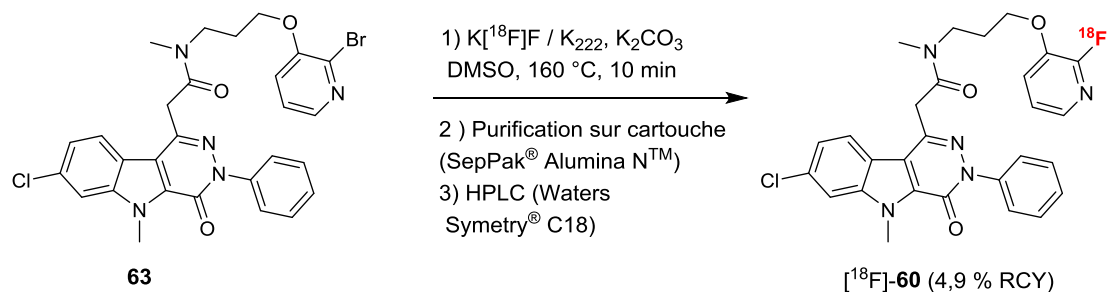 1) K[¹⁸F]F / K₂₂₂, K₂CO₃
DMSO, 160 °C, 10 min
2 ) Purification sur cartouche
(SepPak® Alumina N™)
3) HPLC (Waters
Symetry® C18)
O
Br
N
N
O
Cl
N
N
N
O
63
O
¹⁸F
N
N
O
Cl
N
N
N
O
[¹⁸F]-60 (4,9 % RCY)